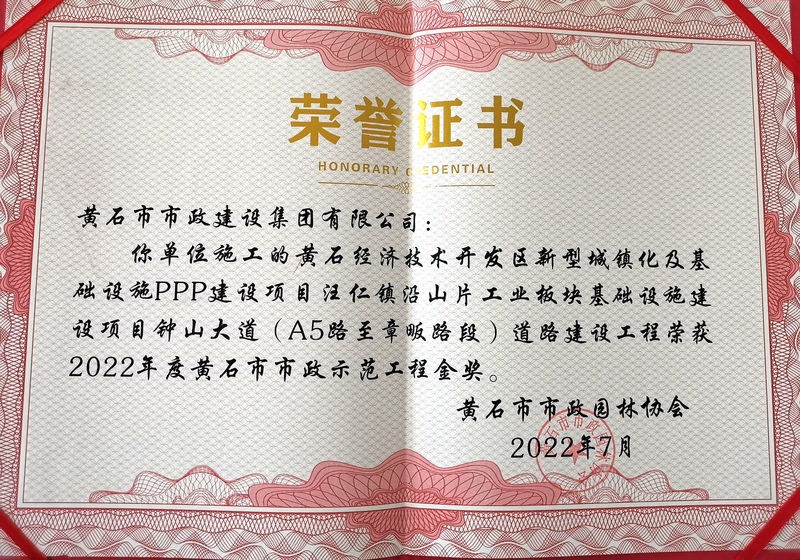 荣誉证书
HONORARY CREDENTIAL
黄石市市政建设集团有限公司：
你单位施工的黄石经济技术开发区新型城镇化及基
础设施PPP建设项目汪仁镇沿山片工业板块基础设施建
设项目钟山大道（A5路至章畈路段）道路建设工程荣获
2022年度黄石市市政示范工程金奖。
黄石市市政园林协会
2022年7月